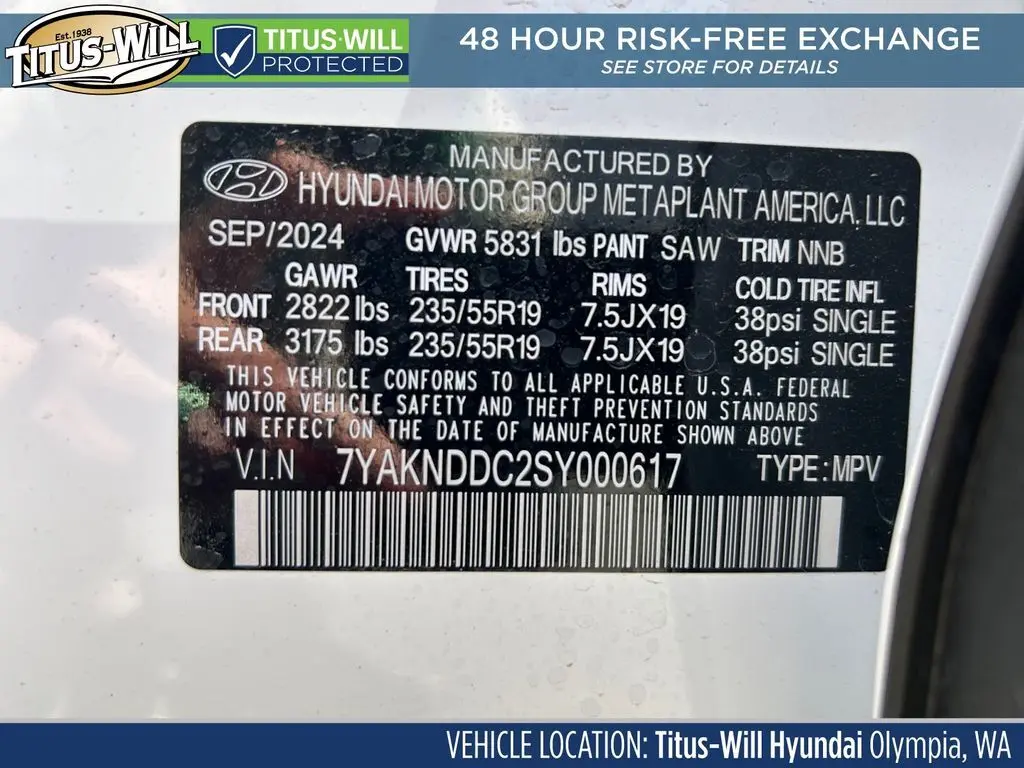 Est. 1938
TITUS-WILL
TITUS-WILL
PROTECTED
48 HOUR RISK-FREE EXCHANGE
SEE STORE FOR DETAILS
MANUFACTURED BY
HYUNDAI MOTOR GROUP METAPLANT AMERICA, LLC
SEP/2024 GVWR 5831 lbs PAINT SAW TRIM NNB
GAWR TIRES RIMS COLD TIRE INFL
FRONT 2822 lbs 235/55R19 7.5JX19 38psi SINGLE
REAR 3175 lbs 235/55R19 7.5JX19 38psi SINGLE
THIS VEHICLE CONFORMS TO ALL APPLICABLE U.S.A. FEDERAL
MOTOR VEHICLE SAFETY AND THEFT PREVENTION STANDARDS
IN EFFECT ON THE DATE OF MANUFACTURE SHOWN ABOVE
V.I.N 7YAKNDDC2SY000617 TYPE:MPV
VEHICLE LOCATION: Titus-Will Hyundai Olympia, WA